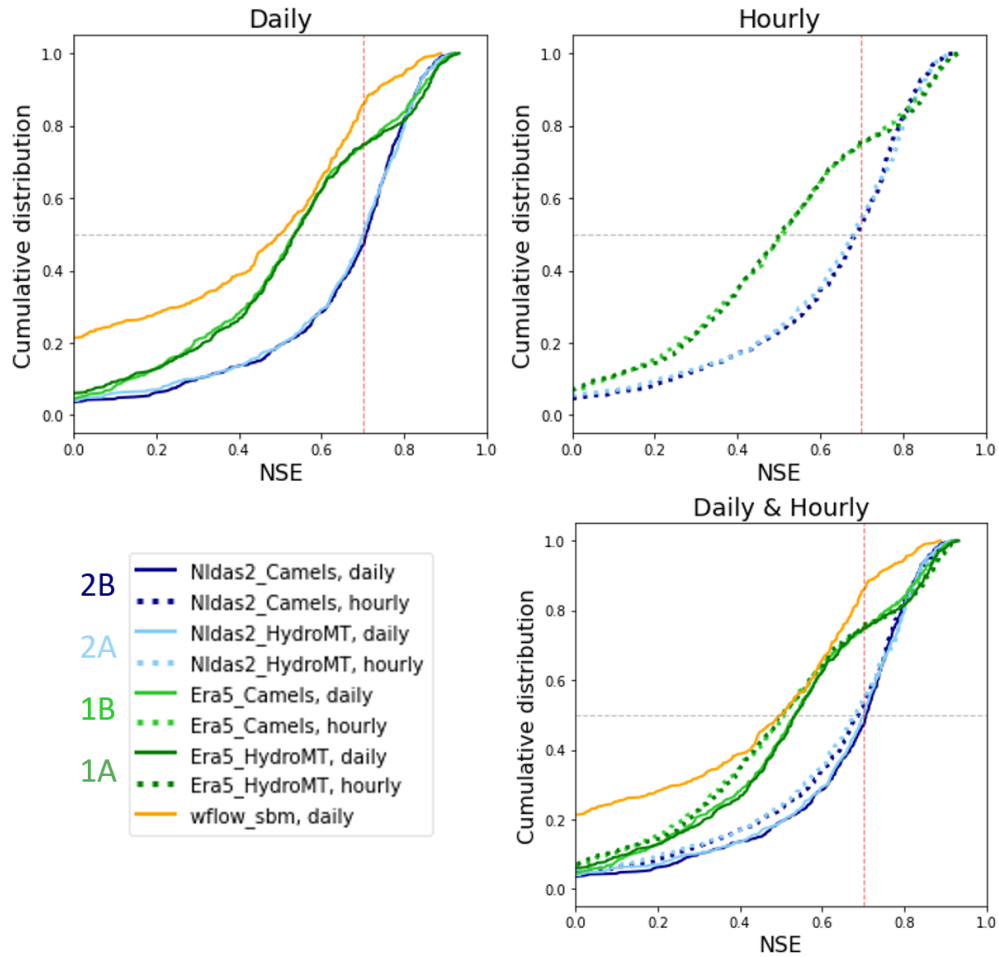 Daily
Hourly
Cumulative distribution
1.0
0.8
0.6
0.4
0.2
0.0
0.0 0.2 0.4 0.6 0.8 1.0
NSE
Cumulative distribution
1.0
0.8
0.6
0.4
0.2
0.0
0.0 0.2 0.4 0.6 0.8 1.0
NSE
2B
2A
1B
1A
Nldas2_Camels, daily
Nldas2_Camels, hourly
Nldas2_HydroMT, daily
Nldas2_HydroMT, hourly
Era5_Camels, daily
Era5_Camels, hourly
Era5_HydroMT, daily
Era5_HydroMT, hourly
wflow_sbm, daily
Daily & Hourly
Cumulative distribution
1.0
0.8
0.6
0.4
0.2
0.0
0.0 0.2 0.4 0.6 0.8 1.0
NSE